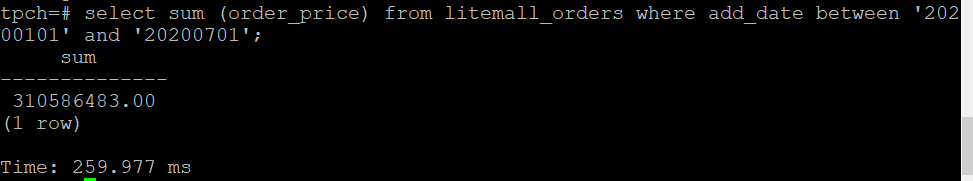 tpch=# select sum (order_price) from litemall_orders where add_date between '202
00101' and '20200701';
     sum
--------------
 310586483.00
(1 row)

Time: 259.977 ms